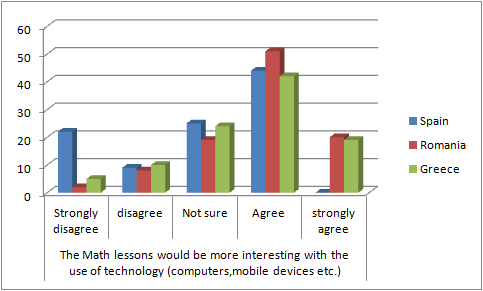 60
50
40
30
20
10
0
Spain
Romania
Greece
Strongly disagree Not sure Agree strongly
disagree agree
The Math lessons would be more interesting with the
use of technology (computers,mobile devices etc.)